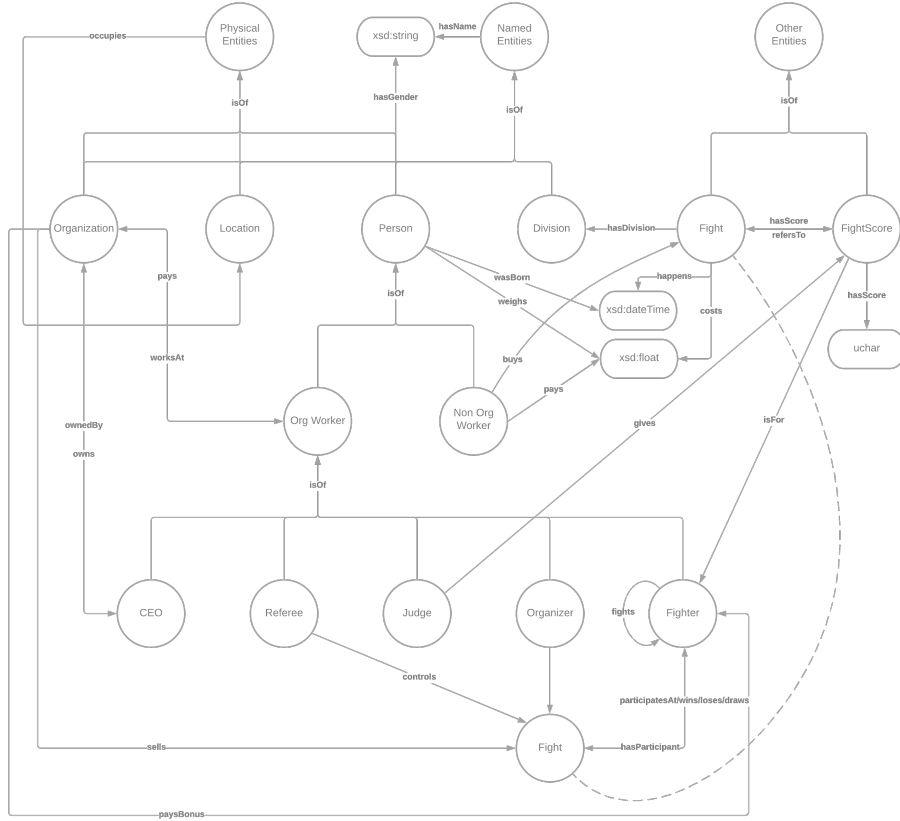 occupies
Physical
Entities
xsd:string
hasName
Named
Entities
Other
Entities
isOf
hasGender
isOf
isOf
Organization
Location
Person
Division
hasDivision
Fight
hasScore
refersTo
FightScore
pays
isOf
wasBorn
weighs
happens
xsd:dateTime
costs
hasScore
worksAt
buys
xsd:float
uchar
pays
ownedBy
owns
Org Worker
Non Org
Worker
gives
isFor
isOf
CEO
Referee
Judge
Organizer
fights
Fighter
controls
participatesAt/wins/loses/draws
sells
Fight
hasParticipant
paysBonus